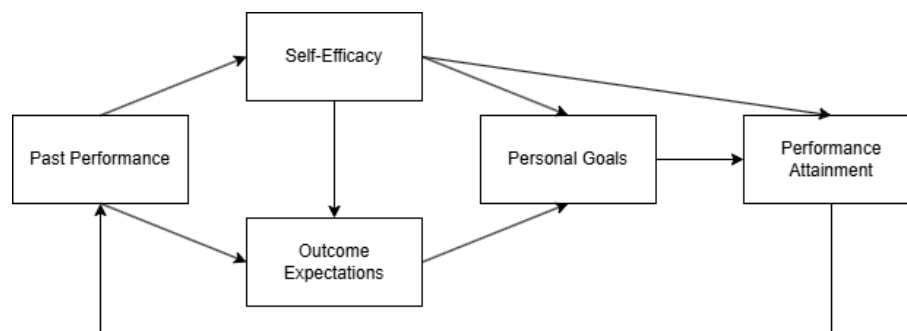 Self-Efficacy
Past Performance
Personal Goals
Performance
Attainment
Outcome
Expectations